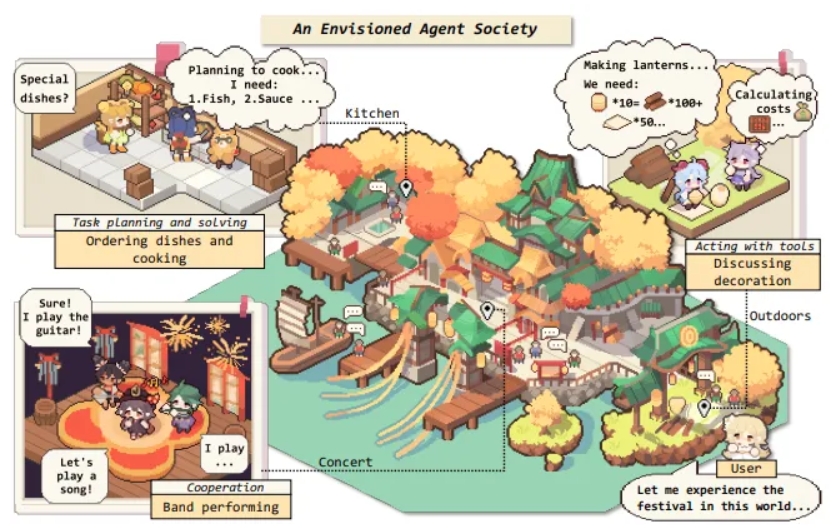 An Envisioned Agent Society
Special
dishes?
Planning to cook...
I need:
1.Fish, 2.Sauce ...
Kitchen
Task planning and solving
Ordering dishes and
cooking
Making lanterns...
We need:
*10= *100+
*50...
Calculating
costs
...
Acting with tools
Discussing
decoration
Outdoors
Sure!
I play the
guitar!
Let's
play a
song!
I play
...
Concert
Cooperation
Band performing
User
Let me experience the
festival in this world...